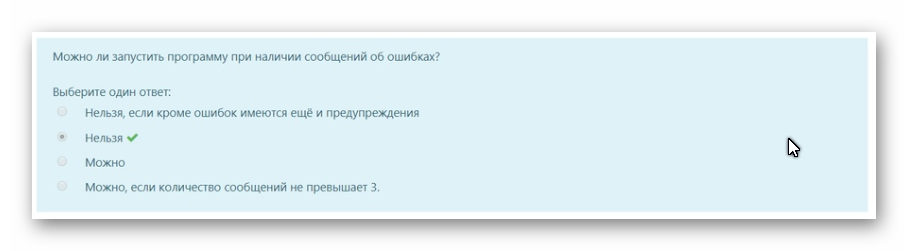 Можно ли запустить программу при наличии сообщений об ошибках?
Выберите один ответ:
Нельзя, если кроме ошибок имеются ещё и предупреждения
Нельзя
Можно
Можно, если количество сообщений не превышает 3.